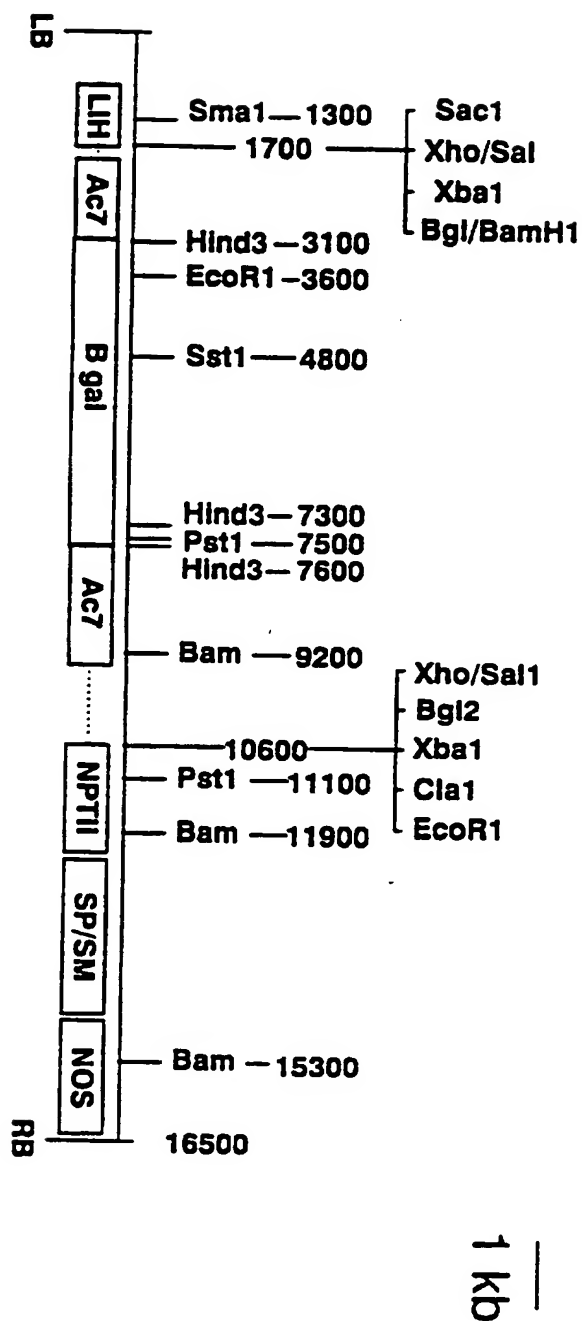 LB
LIH
Sma1—1300
Sac1
1700
Xho/Sal
Ac7
Xba1
Bgl/BamH1
Hind3—3100
EcoR1—3600
B gal
Sst1—4800
Hind3—7300
Pst1—7500
Hind3—7600
Ac7
Bam—9200
Xho/Sal1
Bgl2
10600
Xba1
NPTII
Pst1—11100
Cla1
Bam—11900
EcoR1
SP/SM
NOS
Bam-15300
RB
16500
1 kb